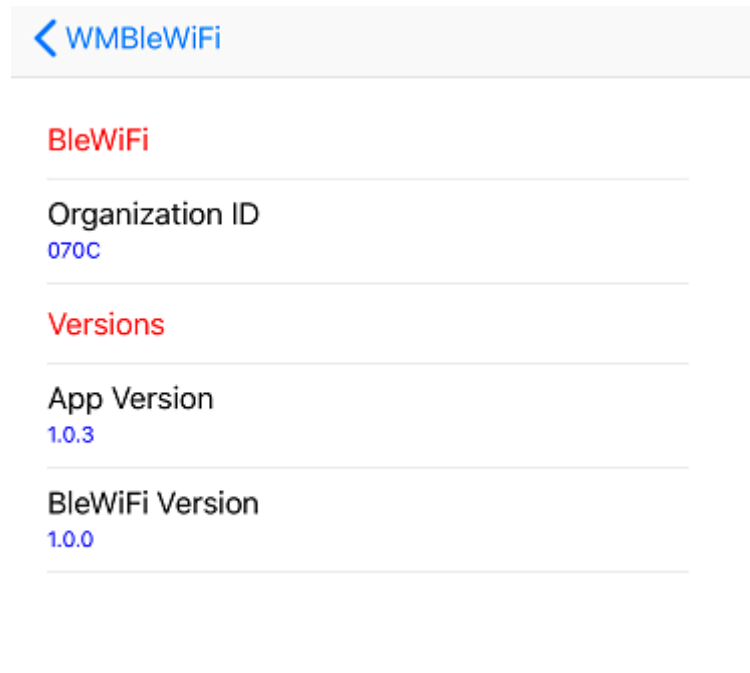 WMBleWiFi
BleWiFi
Organization ID
070C
Versions
App Version
1.0.3
BleWiFi Version
1.0.0